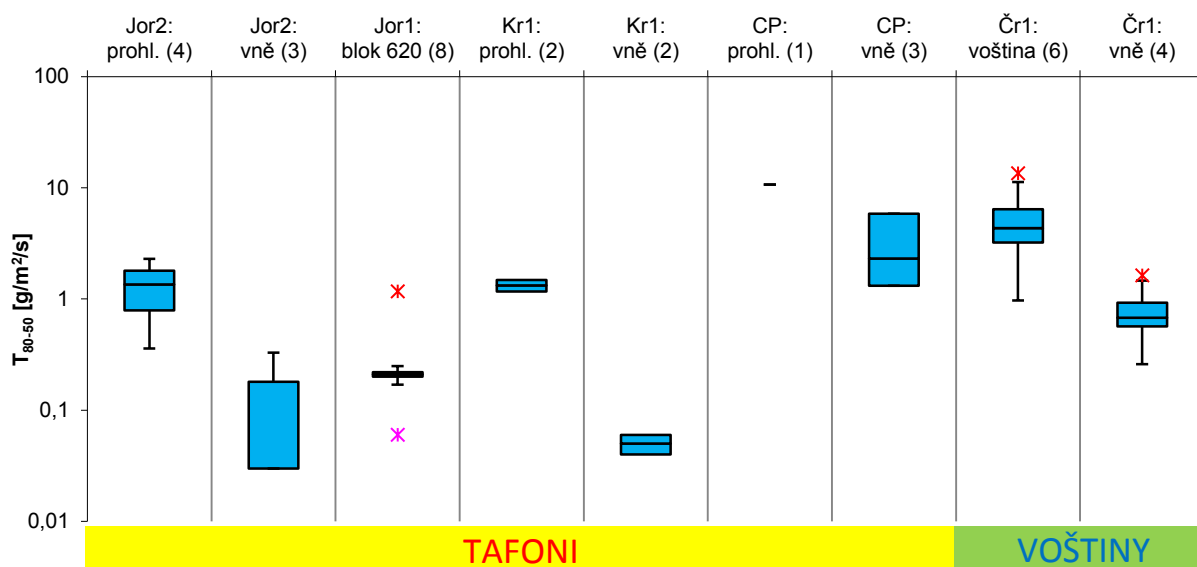 Jor2:
prohl. (4)
Jor2:
vně (3)
Jor1:
blok 620 (8)
Kr1:
prohl. (2)
Kr1:
vně (2)
CP:
prohl. (1)
CP:
vně (3)
Čr1:
voština (6)
Čr1:
vně (4)
100
10
1
0,1
0,01
T80-50 [g/m²/s]
TAFONI
VOŠTINY